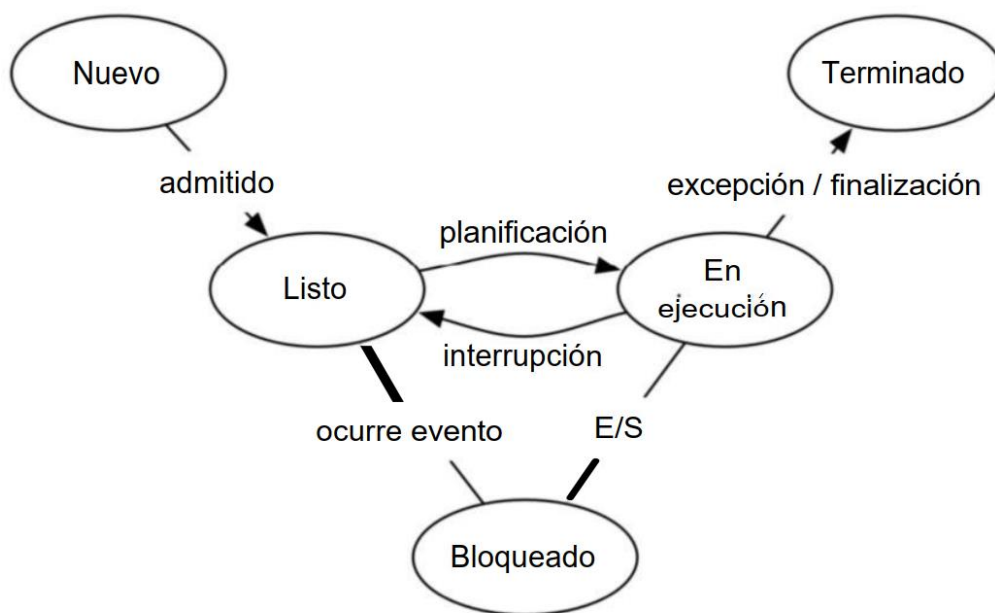 Nuevo
Terminado
admitido
excepción / finalización
planificación
Listo
En
ejecución
interrupción
ocurre evento
E/S
Bloqueado